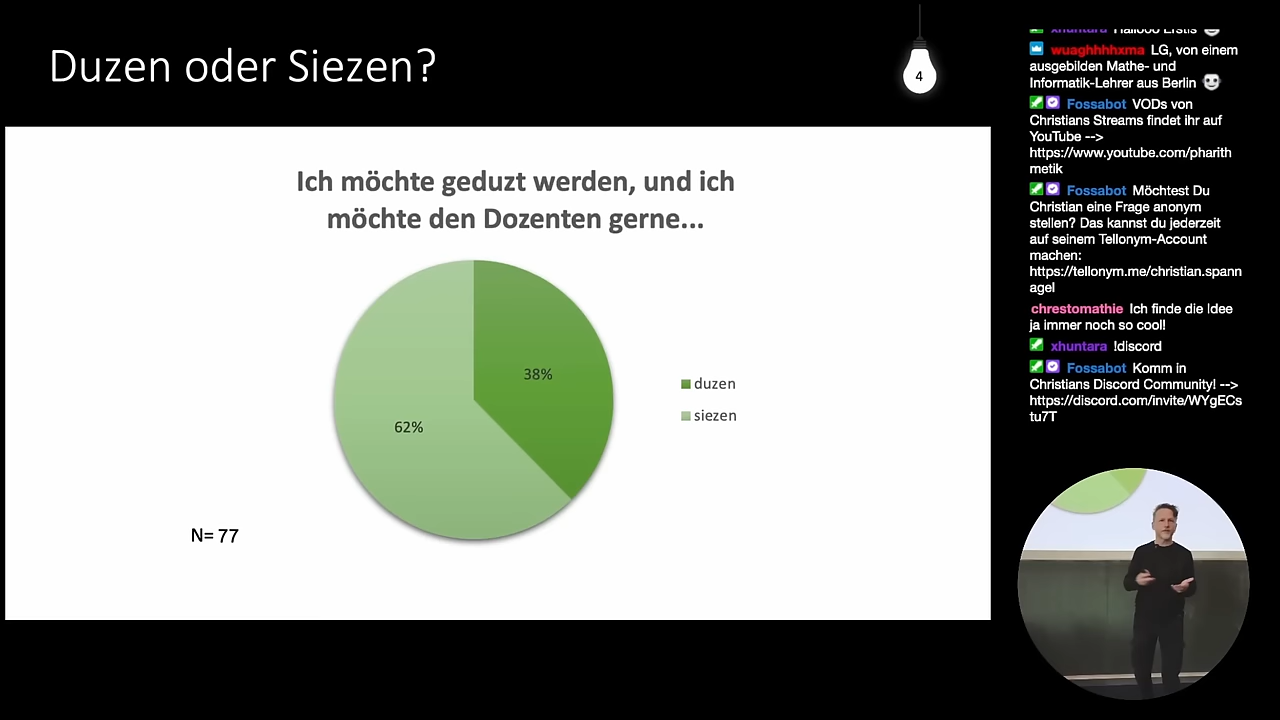 Duzen oder Siezen?
4
Ich möchte geduzt werden, und ich
möchte den Dozenten gerne...
38%
62%
duzen
siezen
N= 77
xhuntara Hallooo Erstis
wuaghhhhxma LG, von einem
ausgebilden Mathe- und
Informatik-Lehrer aus Berlin
Fossabot VODs von
Christians Streams findet ihr auf
YouTube -->
https://www.youtube.com/pharith
metik
Fossabot Möchtest Du
Christian eine Frage anonym
stellen? Das kannst du jederzeit
auf seinem Tellonym-Account
machen:
https://tellonym.me/christian.spann
agel
chrestomathie Ich finde die Idee
ja immer noch so cool!
xhuntara !discord
Fossabot Komm in
Christians Discord Community! -->
https://discord.com/invite/WYgECs
tu7T